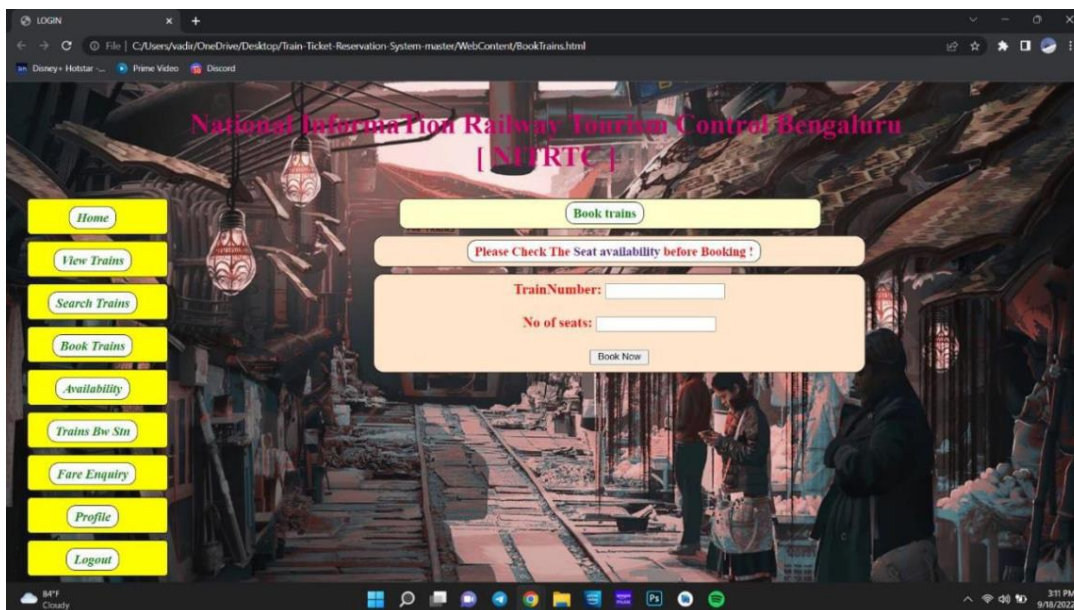 LOGIN
File | C:/Users/vadir/OneDrive/Desktop/Train-Ticket-Reservation-System-master/WebContent/BookTrains.html
Disney+ Hotstar -... Prime Video Discord
National InformaTion Railway Tourism Control Bengaluru
[ NITRTC ]
Home
View Trains
Search Trains
Book Trains
Availability
Trains Bw Stn
Fare Enquiry
Profile
Logout
Book trains
Please Check The Seat availability before Booking !
TrainNumber:
No of seats:
Book Now
84°F
Cloudy
Ps
3:11 PM
9/18/2022